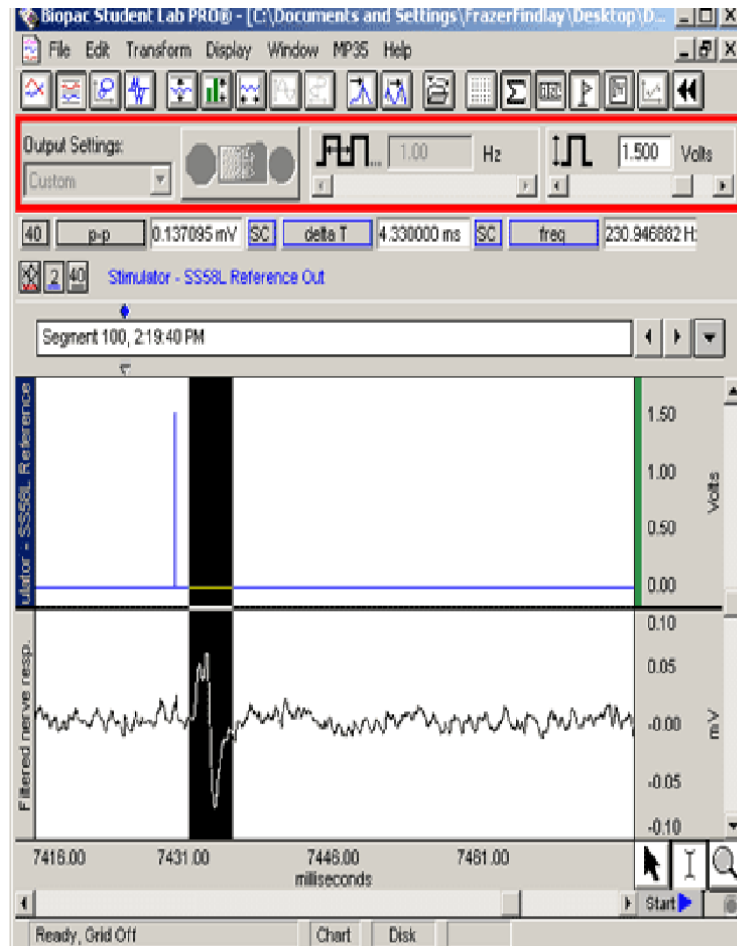 Biopac Student Lab PRO® - [C:\Documents and Settings\FrazerFindlay\Desktop\D...
File Edit Transform Display Window MP35 Help
Output Settings:
Custom
1.00 Hz
1.500 Volts
40 p-p 0.137095 mV SC delta T 4.330000 ms SC freq 230.946882 H:
2 40 Stimulator - SS58L Reference Out
Segment 100, 2:19:40 PM
ulator - SS58L Reference
1.50
1.00
0.50
0.00
Volts
Filtered nerve resp.
0.10
0.05
-0.00
-0.05
-0.10
mV
7416.00 7431.00 7446.00 7461.00
milliseconds
Start
Ready, Grid Off Chart Disk